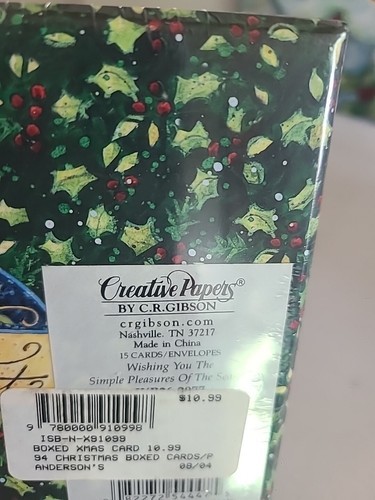 Creative Papers®
BY C.R.GIBSON
crgibson.com
Nashville, TN 37217
Made in China
15 CARDS/ENVELOPES
Wishing You The
Simple Pleasures Of The
$10.99
9 780000 910998
ISB-N-X91099
BOXED XMAS CARD 10.99
94 CHRISTMAS BOXED CARDS/P
ANDERSON'S 08/04